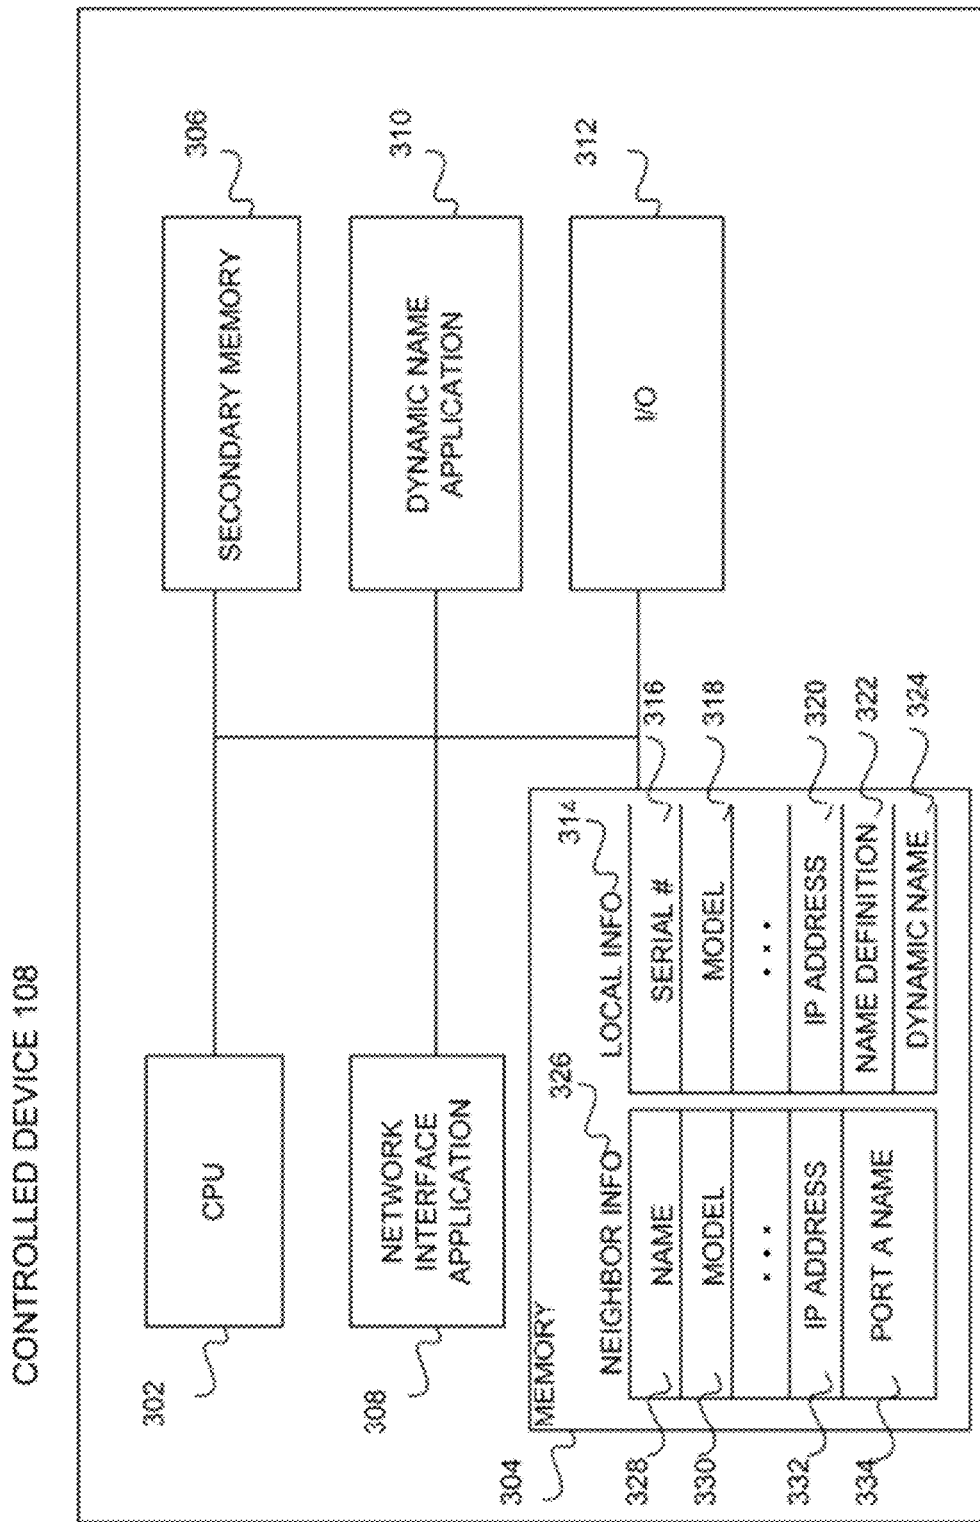 CONTROLLED DEVICE 108
302
CPU
SECONDARY MEMORY
306
308
NETWORK
INTERFACE
APPLICATION
DYNAMIC NAME
APPLICATION
310
I/O
312
304
MEMORY
NEIGHBOR INFO
326
LOCAL INFO
314
328
NAME
SERIAL #
316
330
MODEL
MODEL
318
• • •
• • •
332
IP ADDRESS
IP ADDRESS
320
334
PORT A NAME
NAME DEFINITION
322
DYNAMIC NAME
324